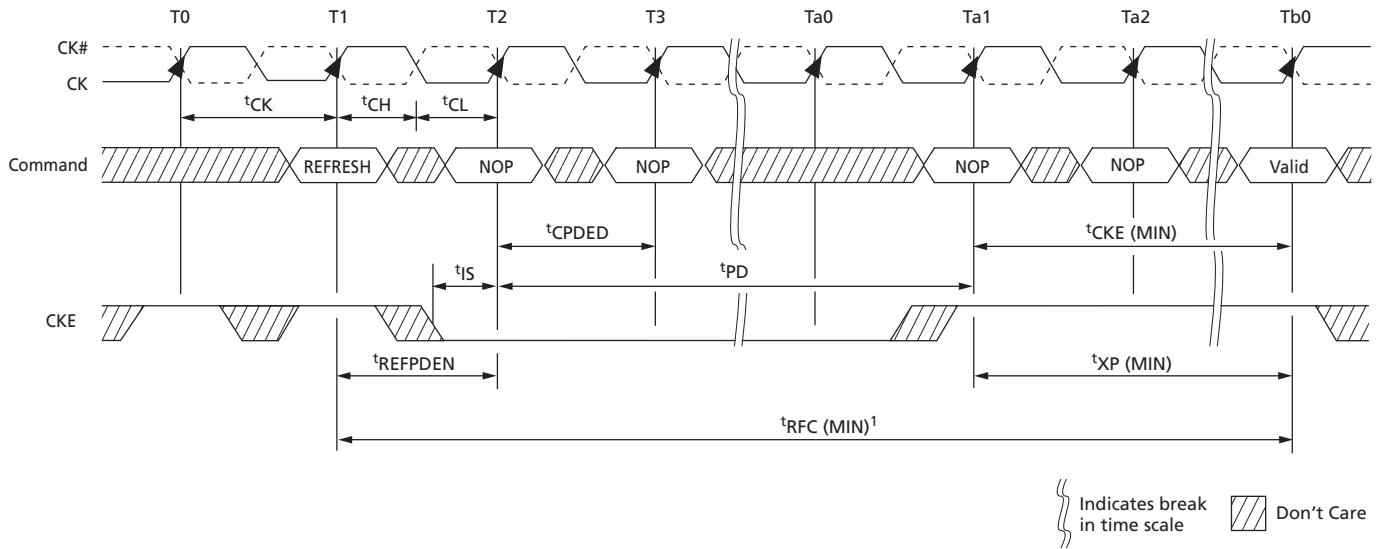 T0 T1 T2 T3 Ta0 Ta1 Ta2 Tb0
CK#
CK
tCK tCH tCL
Command REFRESH NOP NOP NOP NOP Valid
tCPDED tCKE (MIN)
tIS tPD
CKE
tREFPDEN tXP (MIN)
tRFC (MIN)1
Indicates break
in time scale
Don't Care